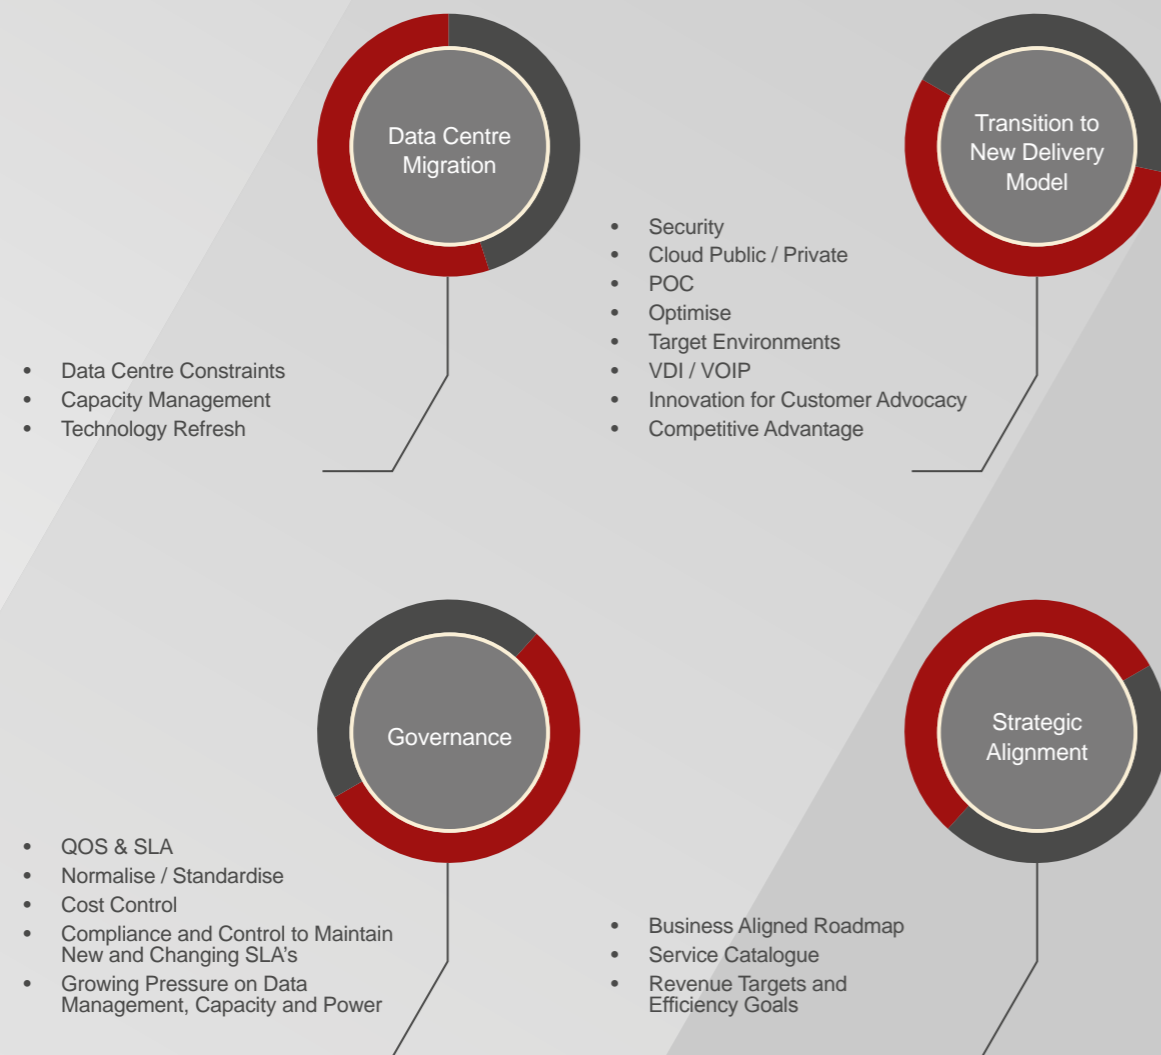 Data Centre
Migration
• Data Centre Constraints
• Capacity Management
• Technology Refresh
Transition to
New Delivery
Model
• Security
• Cloud Public / Private
• POC
• Optimise
• Target Environments
• VDI / VOIP
• Innovation for Customer Advocacy
• Competitive Advantage
Governance
• QOS & SLA
• Normalise / Standardise
• Cost Control
• Compliance and Control to Maintain
New and Changing SLA's
• Growing Pressure on Data
Management, Capacity and Power
Strategic
Alignment
• Business Aligned Roadmap
• Service Catalogue
• Revenue Targets and
Efficiency Goals